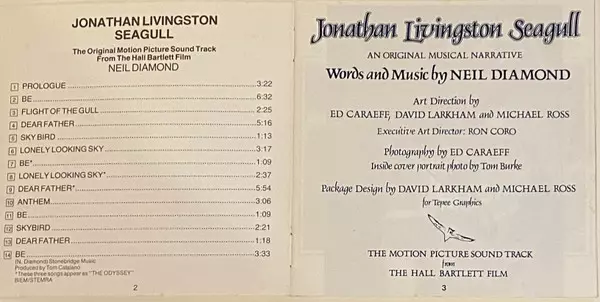 JONATHAN LIVINGSTON
SEAGULL
The Original Motion Picture Sound Track
From The Hall Bartlett Film
NEIL DIAMOND
1 PROLOGUE 3:22
2 BE 6:32
3 FLIGHT OF THE GULL 2:25
4 DEAR FATHER 5:16
5 SKYBIRD 1:13
6 LONELY LOOKING SKY 3:17
7 BE* 1:09
8 LONELY LOOKING SKY* 2:37
9 DEAR FATHER* 5:54
10 ANTHEM 3:06
11 BE 1:09
12 SKYBIRD 2:21
13 DEAR FATHER 1:18
14 BE 3:33
(N. Diamond) Stonebridge Music
Produced by Tom Catalano
*These three songs appear as "THE ODYSSEY"
BIEM/STEMRA
2
Jonathan Livingston Seagull
AN ORIGINAL MUSICAL NARRATIVE
Words and Music by NEIL DIAMOND
Art Direction by
ED CARAEFF, DAVID LARKHAM and MICHAEL ROSS
Executive Art Director: RON CORO
Photography by ED CARAEFF
Inside cover portrait photo by Tom Burke
Package Design by DAVID LARKHAM and MICHAEL ROSS
for Tepee Graphics
THE MOTION PICTURE SOUND TRACK
from
THE HALL BARTLETT FILM
3